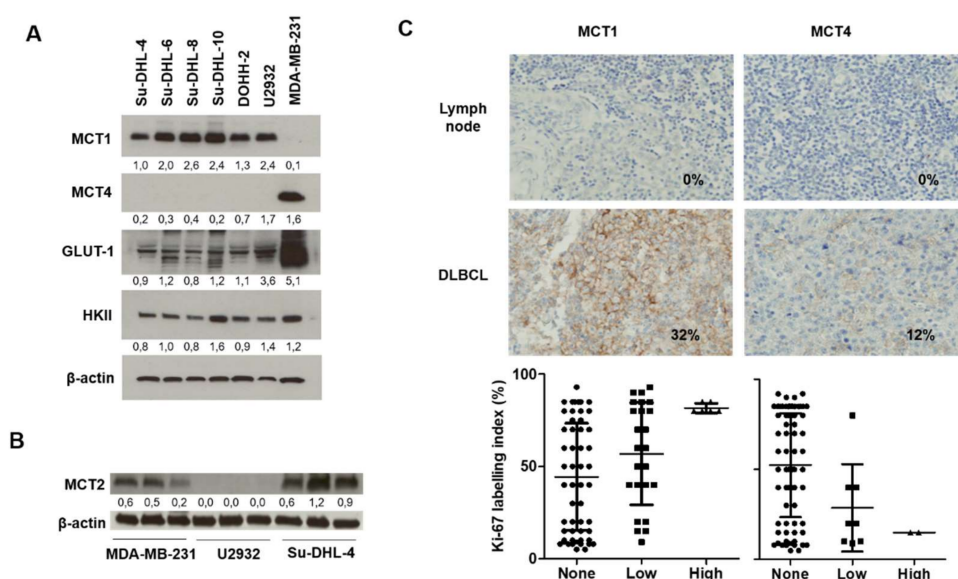 A
Su-DHL-4 Su-DHL-6 Su-DHL-8 Su-DHL-10 DOHH-2 U2932 MDA-MB-231
MCT1
1,0 2,0 2,6 2,4 1,3 2,4 0,1
MCT4
0,2 0,3 0,4 0,2 0,7 1,7 1,6
GLUT-1
0,9 1,2 0,8 1,2 1,1 3,6 5,1
HKII
0,8 1,0 0,8 1,6 0,9 1,4 1,2
β-actin
B
MCT2
0,6 0,5 0,2 0,0 0,0 0,0 0,6 1,2 0,9
β-actin
MDA-MB-231 U2932 Su-DHL-4
C
MCT1 MCT4
Lymph
node
0% 0%
DLBCL
32% 12%
Ki-67 labelling index (%)
100
50
0
None Low High None Low High